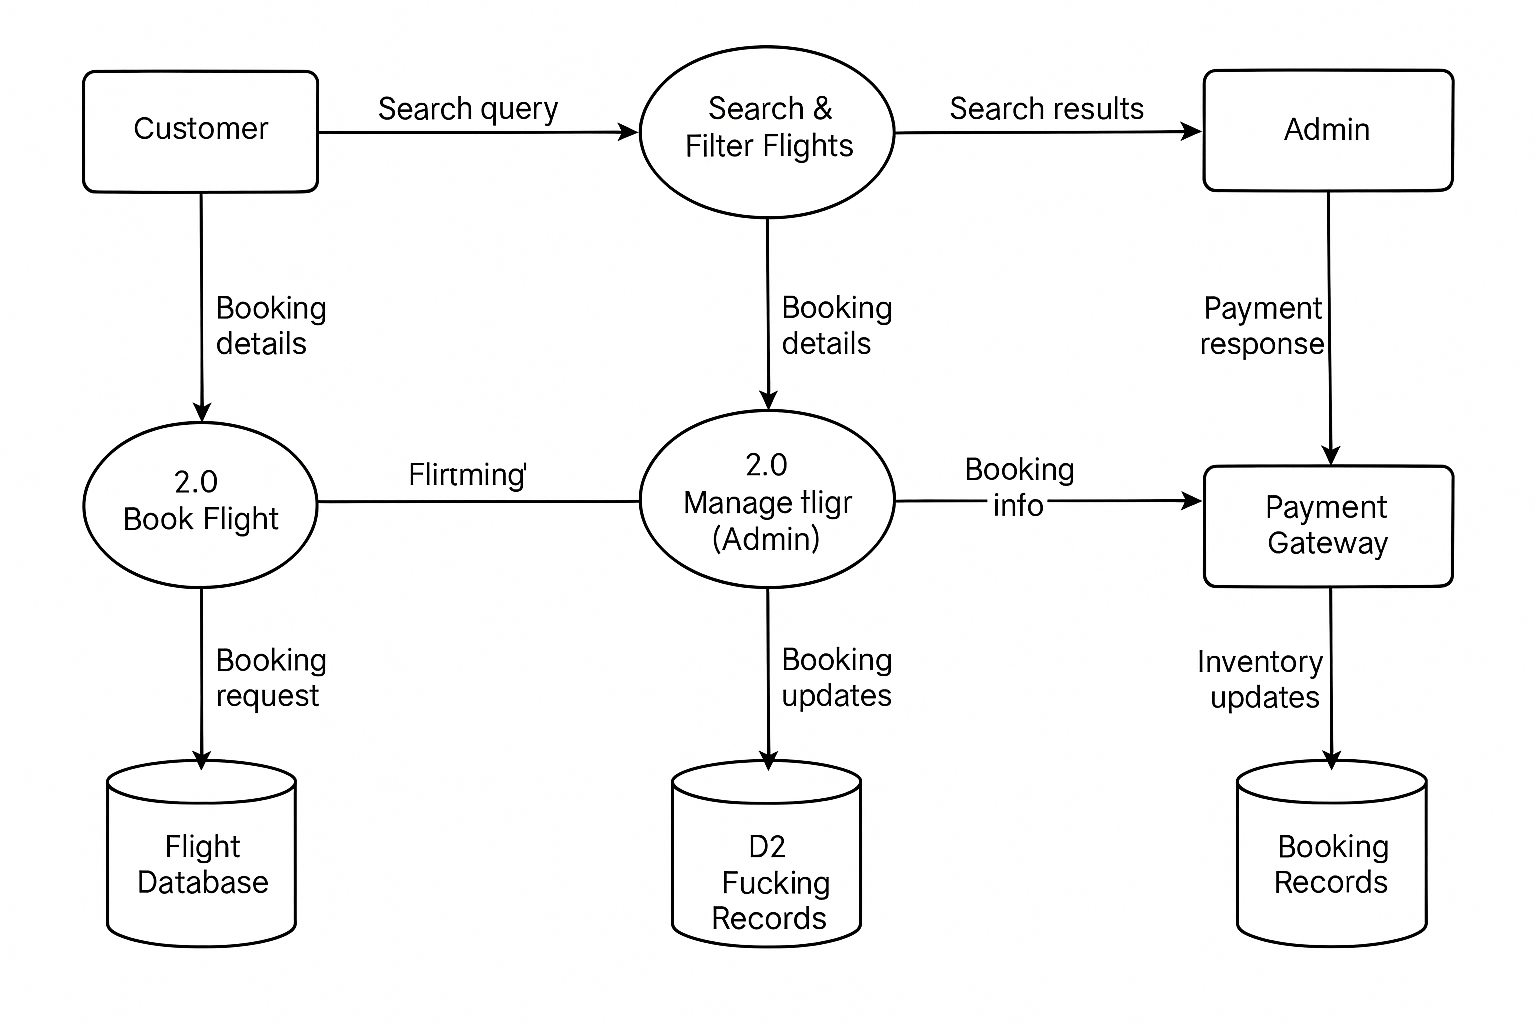 Customer
Search query
Search &
Filter Flights
Search results
Admin
Booking
details
Booking
details
Payment
response
2.0
Book Flight
Flirtming'
2.0
Manage tligr
(Admin)
Booking
info
Payment
Gateway
Booking
request
Booking
updates
Inventory
updates
Flight
Database
D2
Fucking
Records
Booking
Records